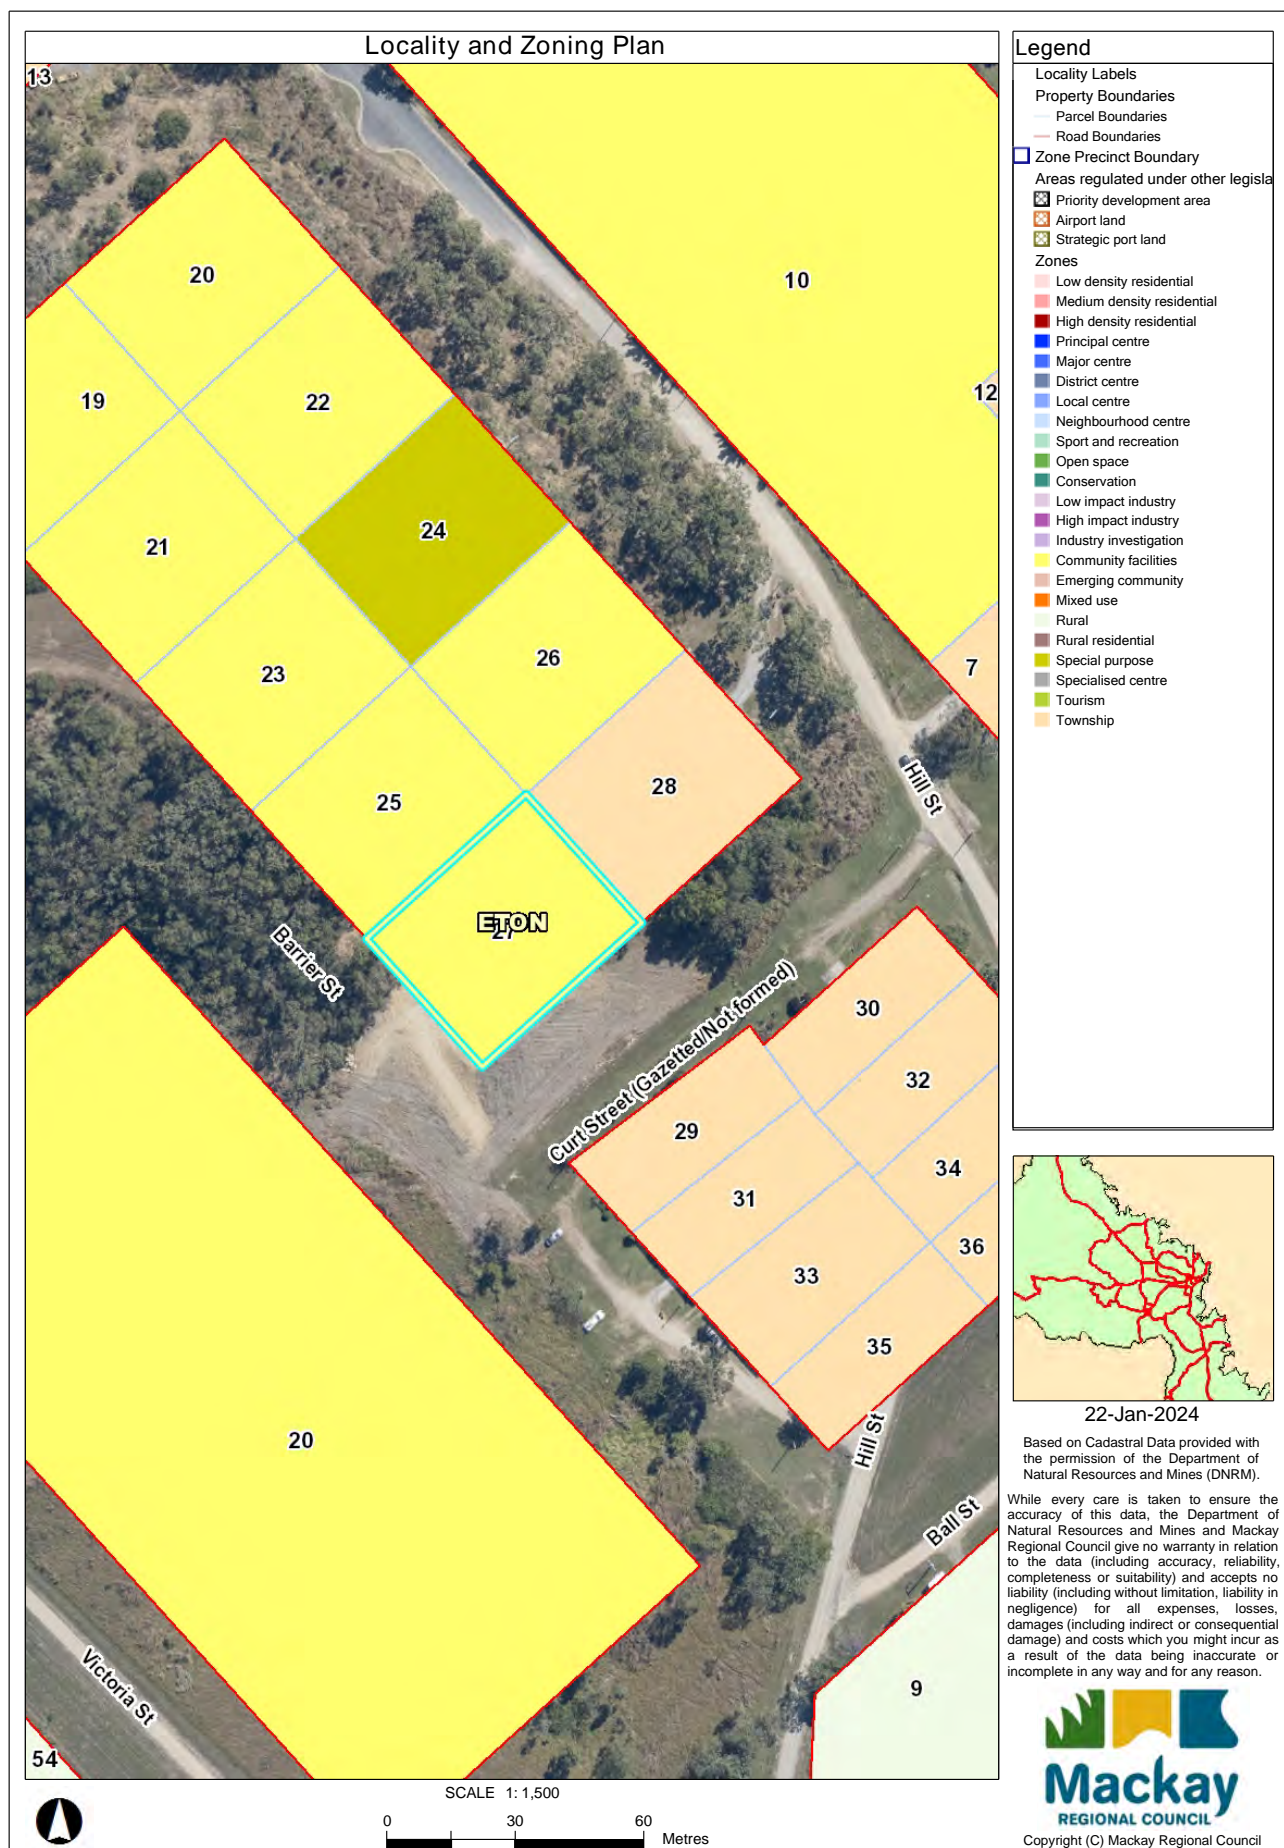 Locality and Zoning Plan
13
20
10
19
22
12
24
21
26
23
7
28
25
Hill St
ETON
27
Barrier St
Curt Street (Gazetted/Not formed)
30
32
29
34
31
36
33
35
20
Hill St
Ball St
Victoria St
9
54
SCALE 1: 1,500
0 30 60
Metres
Legend
Locality Labels
Property Boundaries
Parcel Boundaries
Road Boundaries
Zone Precinct Boundary
Areas regulated under other legisla
Priority development area
Airport land
Strategic port land
Zones
Low density residential
Medium density residential
High density residential
Principal centre
Major centre
District centre
Local centre
Neighbourhood centre
Sport and recreation
Open space
Conservation
Low impact industry
High impact industry
Industry investigation
Community facilities
Emerging community
Mixed use
Rural
Rural residential
Special purpose
Specialised centre
Tourism
Township
22-Jan-2024
Based on Cadastral Data provided with
the permission of the Department of
Natural Resources and Mines (DNRM).
While every care is taken to ensure the
accuracy of this data, the Department of
Natural Resources and Mines and Mackay
Regional Council give no warranty in relation
to the data (including accuracy, reliability,
completeness or suitability) and accepts no
liability (including without limitation, liability in
negligence) for all expenses, losses,
damages (including indirect or consequential
damage) and costs which you might incur as
a result of the data being inaccurate or
incomplete in any way and for any reason.
Mackay
REGIONAL COUNCIL
Copyright (C) Mackay Regional Council